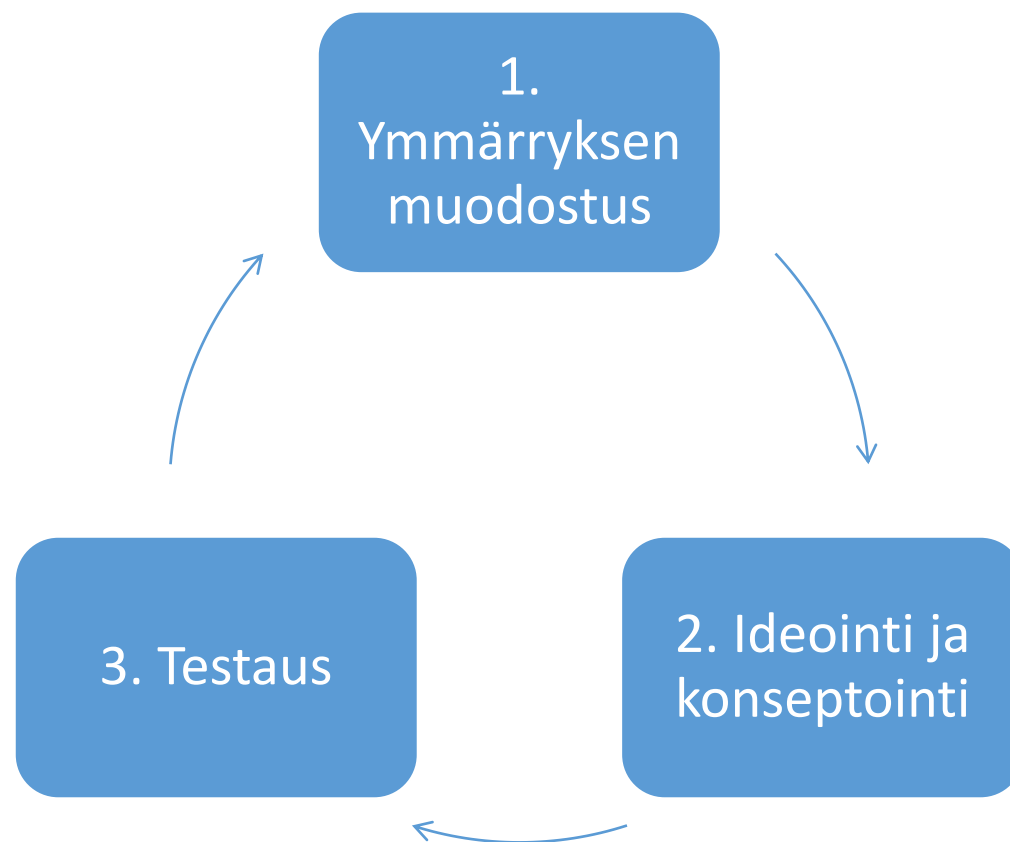 1.
Ymmärryksen
muodostus
2. Ideointi ja
konseptointi
3. Testaus